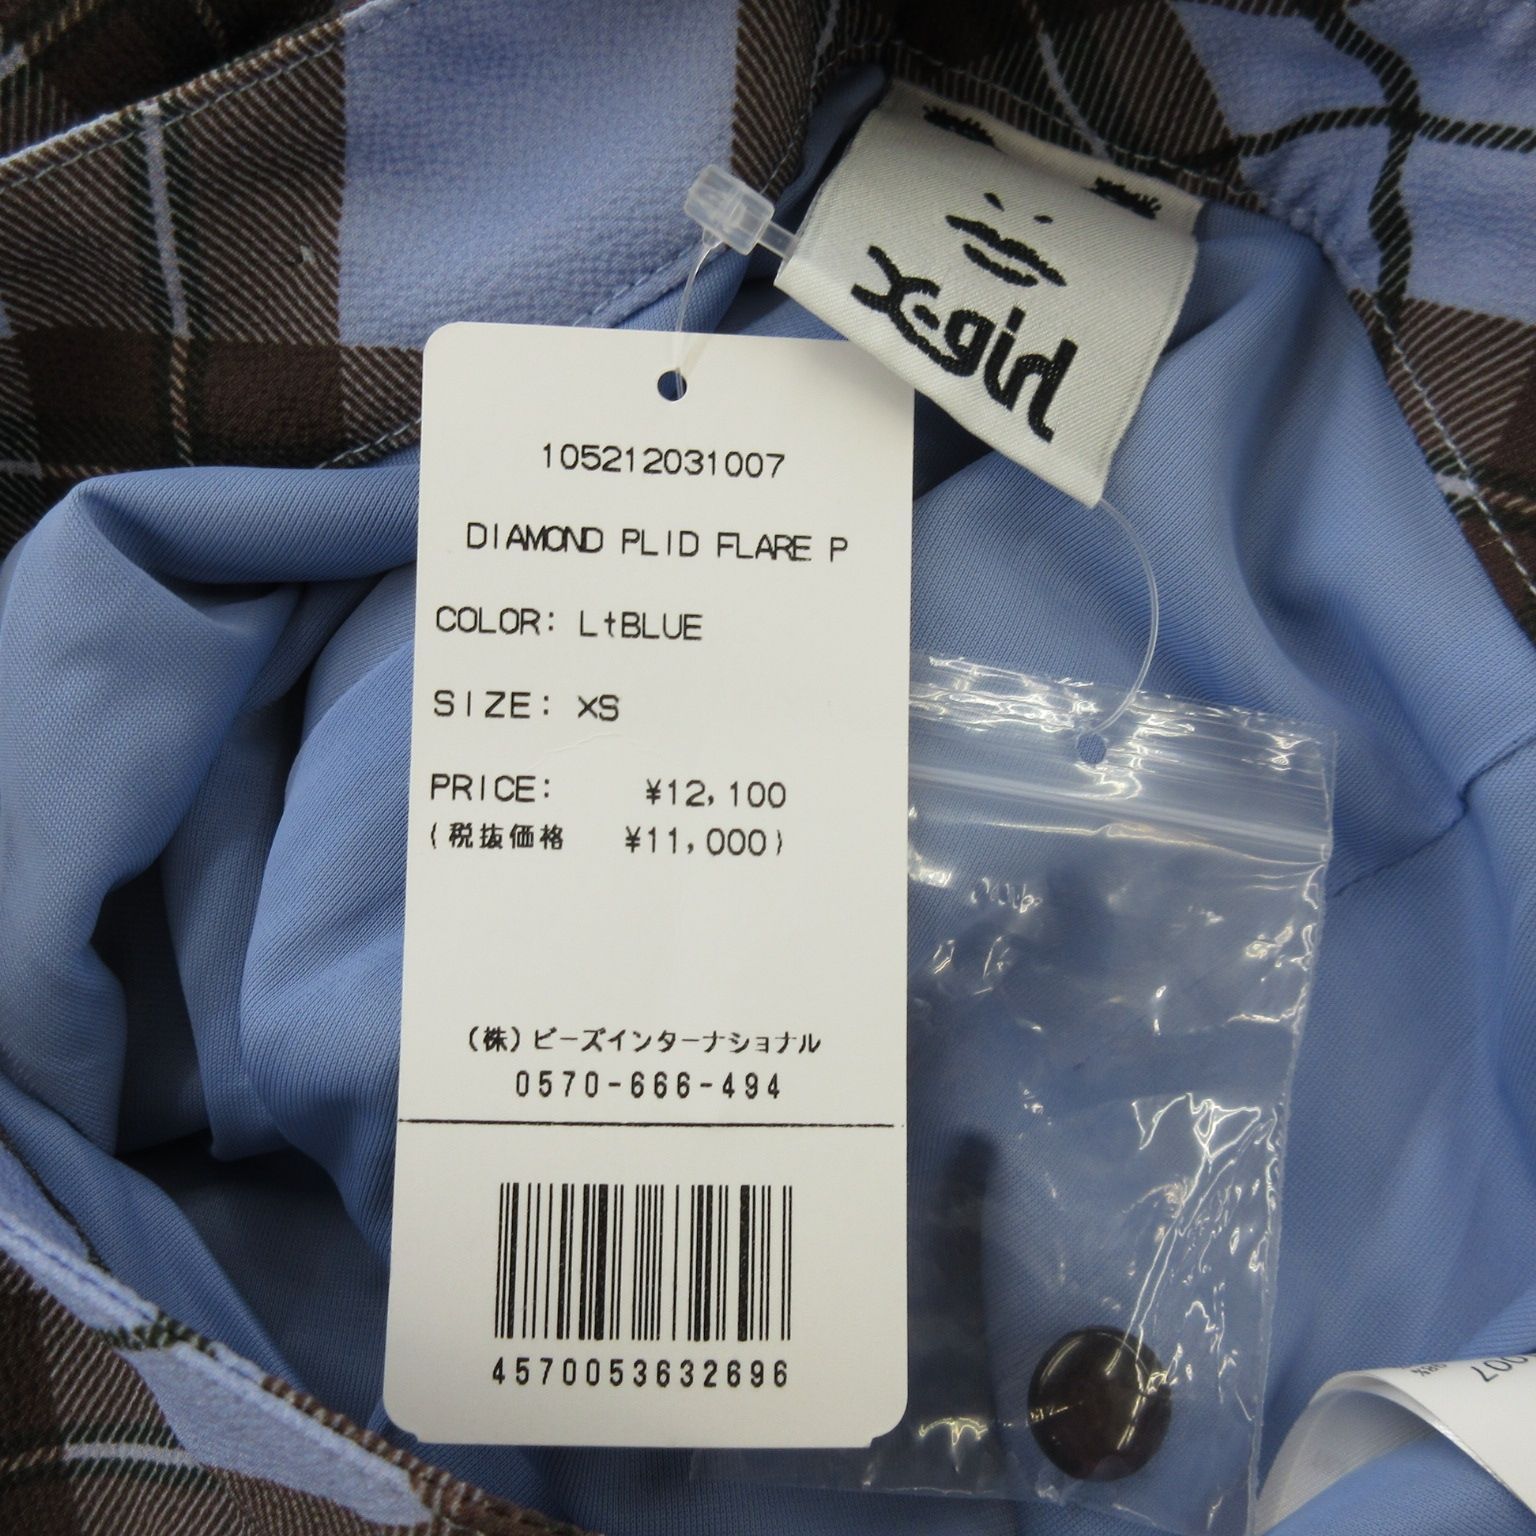 X-girl
105212031007
DIAMOND PLID FLARE P
COLOR: LtBLUE
SIZE: XS
PRICE: ¥12,100
(税抜価格 ¥11,000)
(株)ビーズインターナショナル
0570-666-494
4570053632696